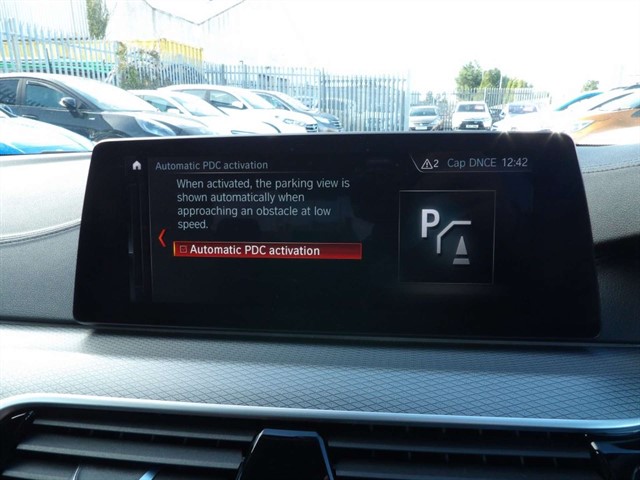 Automatic PDC activation
2 Cap DNCE 12:42
When activated, the parking view is
shown automatically when
approaching an obstacle at low
speed.
Automatic PDC activation
P